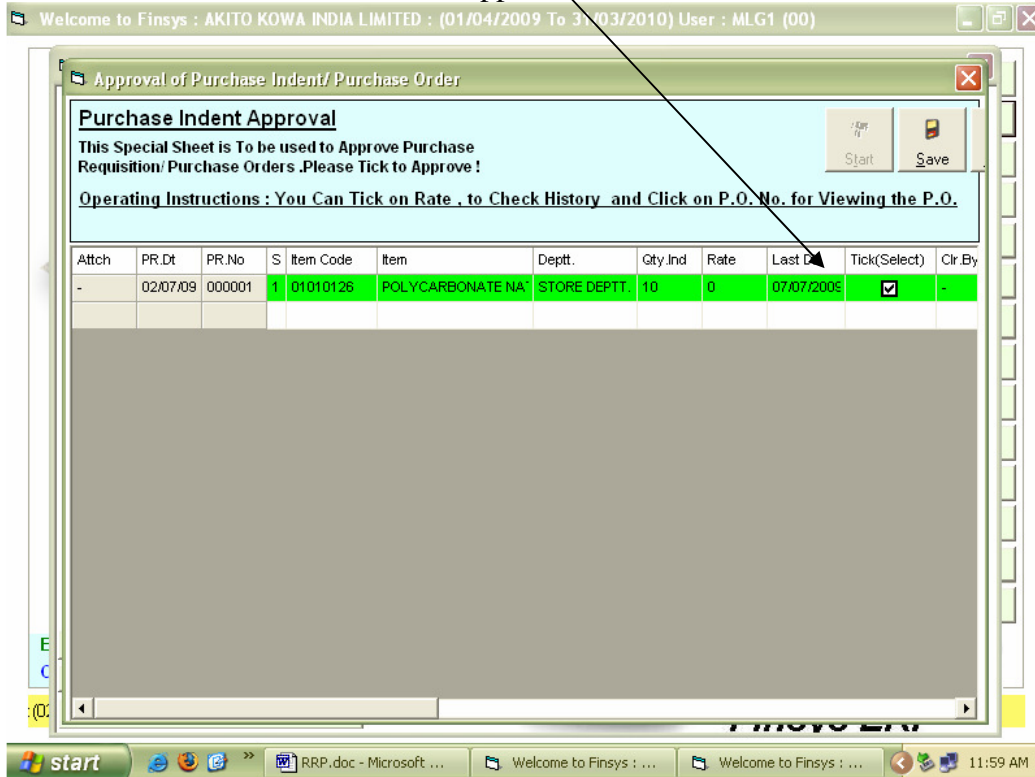 Welcome to Finsys : AKITO KOWA INDIA LIMITED : (01/04/2009 To 31/03/2010) User : MLG1 (00)
Approval of Purchase Indent/ Purchase Order
Purchase Indent Approval
This Special Sheet is To be used to Approve Purchase
Requisition/ Purchase Orders .Please Tick to Approve !
Start Save
Operating Instructions : You Can Tick on Rate , to Check History and Click on P.O. No. for Viewing the P.O.
Attch PR.Dt PR.No S Item Code Item Deptt. Qty.Ind Rate Last Tick(Select) Clr.By
- 02/07/09 000001 1 01010126 POLYCARBONATE STORE DEPTT. 10 0 07/07/2009 -
start RRP.doc - Microsoft ... Welcome to Finsys : ... Welcome to Finsys : ... 11:59 AM